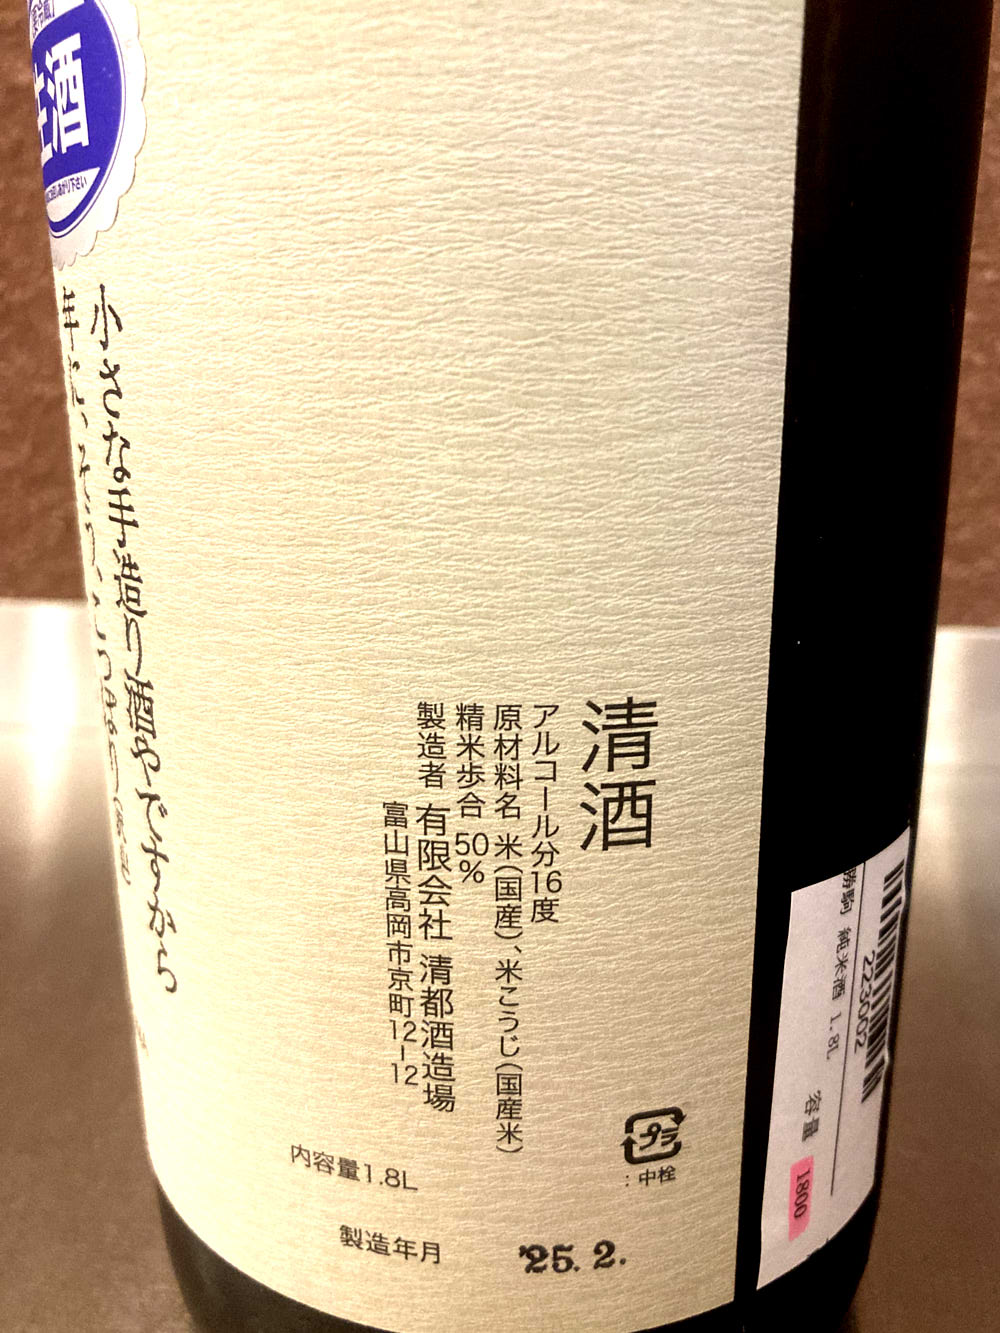 清酒
アルコール分16度
原材料名 米(国産)、米こうじ(国産米)
精米歩合 50%
製造者 有限会社 清都酒造場
富山県高岡市京町12-12
内容量1.8L
製造年月 '25.2.
プラ
:中栓
小さな手造り酒やですから
酒
223002
勝駒 純米酒 1.8L
容量 1800